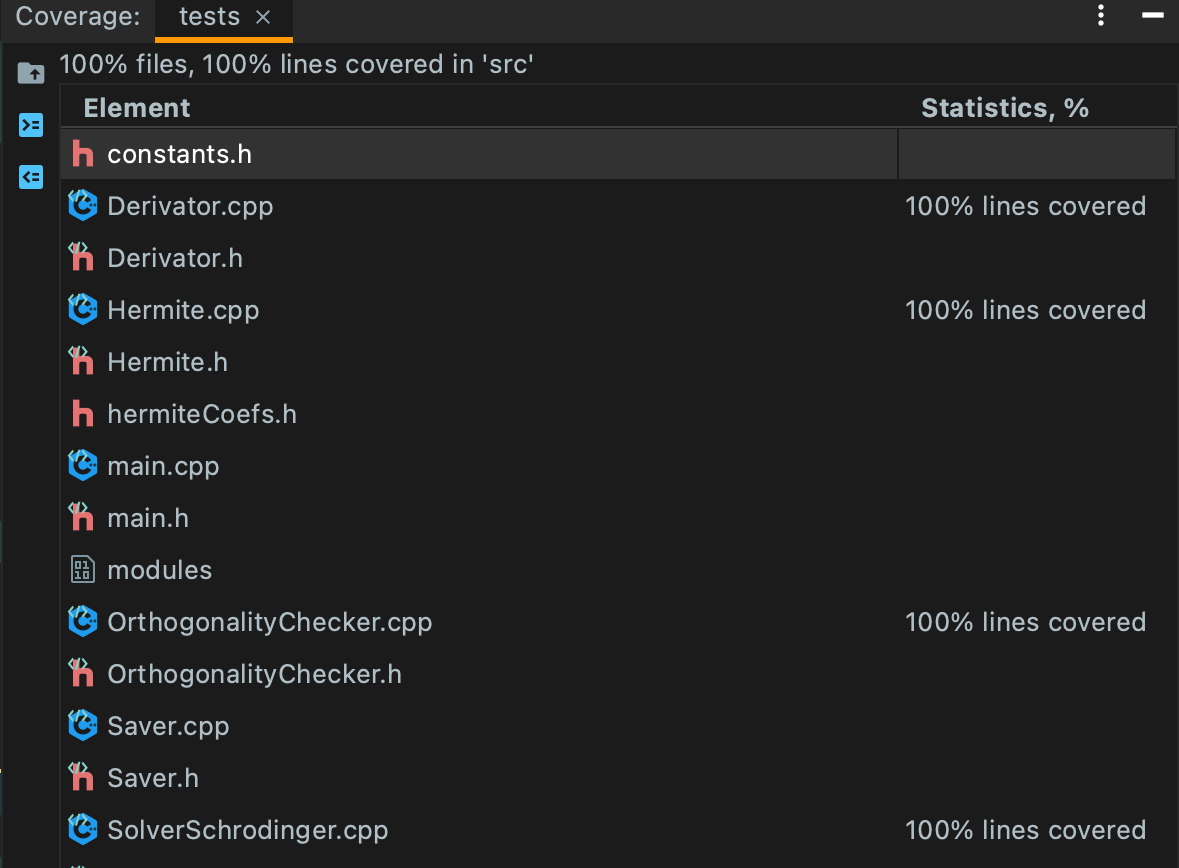 Coverage: tests ×
100% files, 100% lines covered in 'src'
Element Statistics, %
constants.h
Derivator.cpp 100% lines covered
Derivator.h
Hermite.cpp 100% lines covered
Hermite.h
hermiteCoefs.h
main.cpp
main.h
modules
OrthogonalityChecker.cpp 100% lines covered
OrthogonalityChecker.h
Saver.cpp
Saver.h
SolverSchrodinger.cpp 100% lines covered